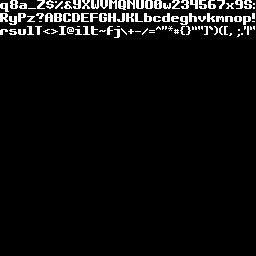 q8a_Z$%&9XWVMQNUO0w234567x9S:
RyPz?ABCDEFGHJKLbcdeghvkmnop!
rsulT<>I@ilt~fj\+-/=^"*#{}""]`)([,;.'|'